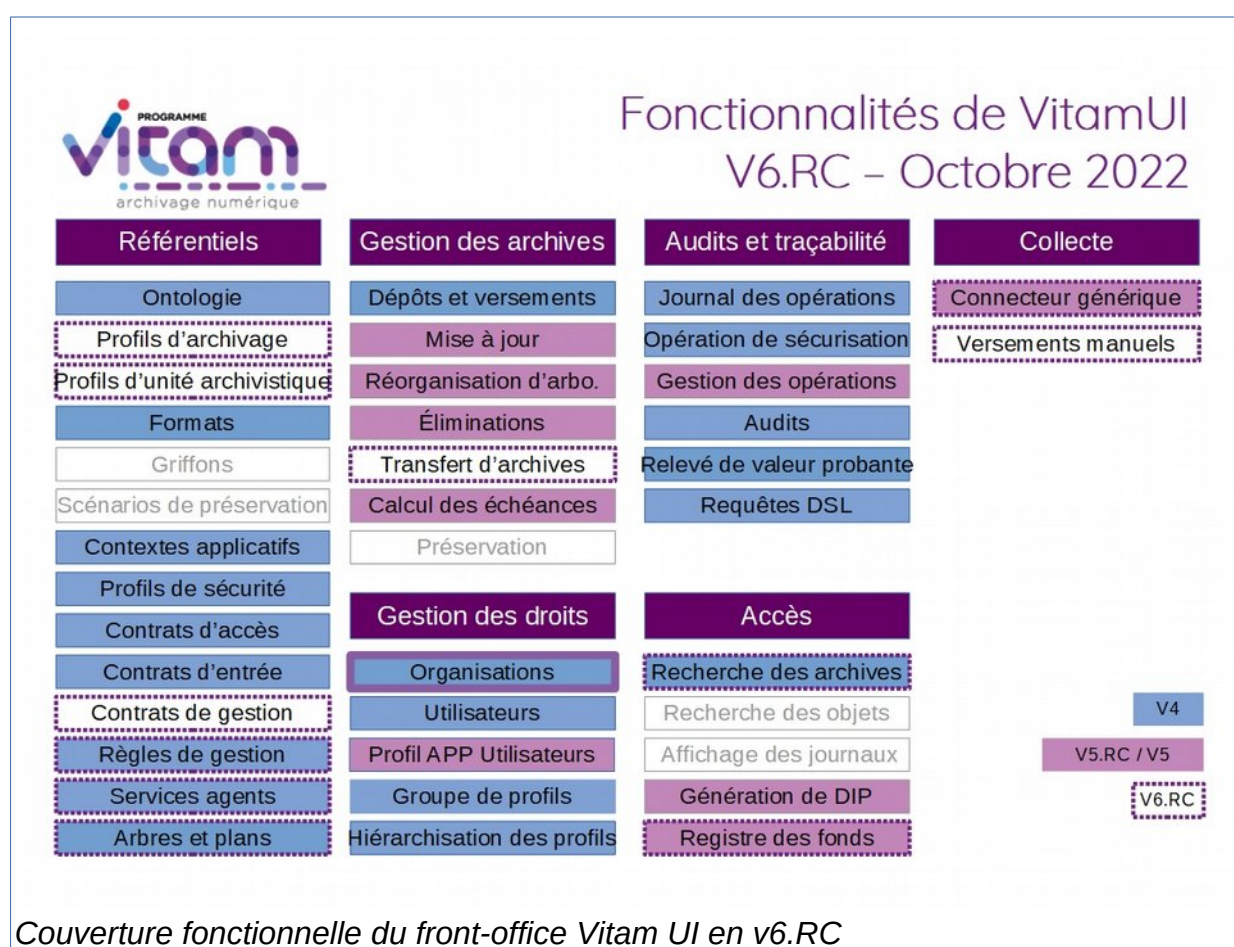 PROGRAMME
vitam
archivage numérique
Fonctionnalités de VitamUI
V6.RC – Octobre 2022
Référentiels
Ontologie
Profils d'archivage
Profils d'unité archivistique
Formats
Griffons
Scénarios de préservation
Contextes applicatifs
Profils de sécurité
Contrats d'accès
Contrats d'entrée
Contrats de gestion
Règles de gestion
Services agents
Arbres et plans
Gestion des archives
Dépôts et versements
Mise à jour
Réorganisation d'arbo.
Éliminations
Transfert d'archives
Calcul des échéances
Préservation
Gestion des droits
Organisations
Utilisateurs
Profil APP Utilisateurs
Groupe de profils
Hiérarchisation des profils
Audits et traçabilité
Journal des opérations
Opération de sécurisation
Gestion des opérations
Audits
Relevé de valeur probante
Requêtes DSL
Accès
Recherche des archives
Recherche des objets
Affichage des journaux
Génération de DIP
Registre des fonds
Collecte
Connecteur générique
Versements manuels
V4
V5.RC / V5
V6.RC
Couverture fonctionnelle du front-office Vitam UI en v6.RC